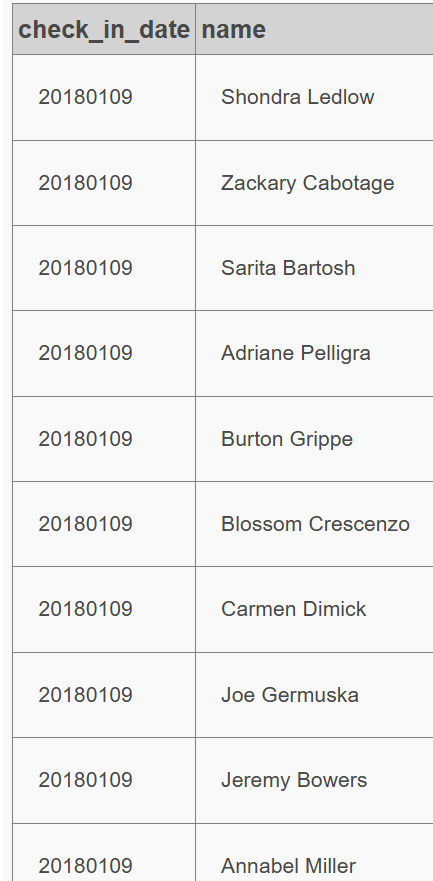 check_in_date name
20180109 Shondra Ledlow
20180109 Zackary Cabotage
20180109 Sarita Bartosh
20180109 Adriane Pelligra
20180109 Burton Grippe
20180109 Blossom Crescenzo
20180109 Carmen Dimick
20180109 Joe Germuska
20180109 Jeremy Bowers
20180109 Annabel Miller